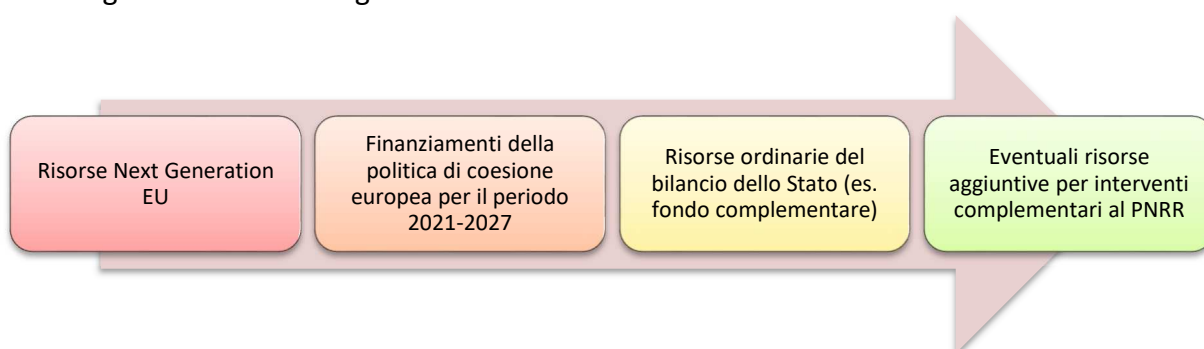 Risorse Next Generation
EU
Finanziamenti della
politica di coesione
europea per il periodo
2021-2027
Risorse ordinarie del
bilancio dello Stato (es.
fondo complementare)
Eventuali risorse
aggiuntive per interventi
complementari al PNRR